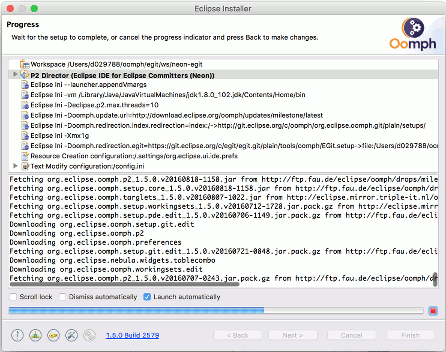 Eclipse Installer
Progress
Wait for the setup to complete, or cancel the progress indicator and press Back to make changes.
Oomph
Workspace /Users/d029788/oomph/egit/ws/neon-egit
P2 Director (Eclipse IDE for Eclipse Committers (Neon))
Eclipse Ini --launcher.appendVmargs
Eclipse Ini -vm /Library/Java/JavaVirtualMachines/jdk1.8.0_102.jdk/Contents/Home/bin
Eclipse Ini -Declipse.p2.max.threads=10
Eclipse Ini -Doomph.update.url=http://download.eclipse.org/oomph/updates/milestone/latest
Eclipse Ini -Doomph.redirection.index.redirection=index:/->http://git.eclipse.org/c/oomph/org.eclipse.oomph.git/plain/setups/
Eclipse Ini -Xmx1g
Eclipse Ini -Doomph.redirection.egit=https://git.eclipse.org/c/egit/egit.git/plain/tools/oomph/EGit.setup->file:/Users/d029788/oo
Resource Creation configuration:/.settings/org.eclipse.ui.ide.prefs
Text Modify configuration:/config.ini
Fetching org.eclipse.oomph.p2_1.5.0.v20160818-1158.jar from http://ftp.fau.de/eclipse/oomph/drops/mile
Fetching org.eclipse.oomph.setup.core_1.5.0.v20160818-1158.jar from http://ftp.fau.de/eclipse/oomph/dr
Fetching org.eclipse.oomph.targlets_1.5.0.v20160807-1022.jar from http://eclipse.mirror.triple-it.nl/o
Fetching org.eclipse.oomph.setup.workingsets_1.5.0.v20160712-1728.jar.pack.gz from http://eclipse.mirr
Fetching org.eclipse.oomph.setup.pde.edit_1.5.0.v20160706-1149.jar.pack.gz from http://ftp.fau.de/ecli
Downloading org.eclipse.oomph.setup.git.edit
Downloading org.eclipse.oomph.p2
Downloading org.eclipse.oomph.preferences
Fetching org.eclipse.oomph.setup.git.edit_1.5.0.v20160721-0848.jar.pack.gz from http://ftp.fau.de/ecli
Downloading org.eclipse.nebula.widgets.tablecombo
Downloading org.eclipse.oomph.workingsets.edit
Fetching org.eclipse.oomph.p2_1.5.0.v20160707-0243.jar.pack.gz from http://ftp.fau.de/eclipse/oomph/d
Scroll lock Dismiss automatically Launch automatically
1.5.0 Build 2579
< Back Next > Cancel Finish